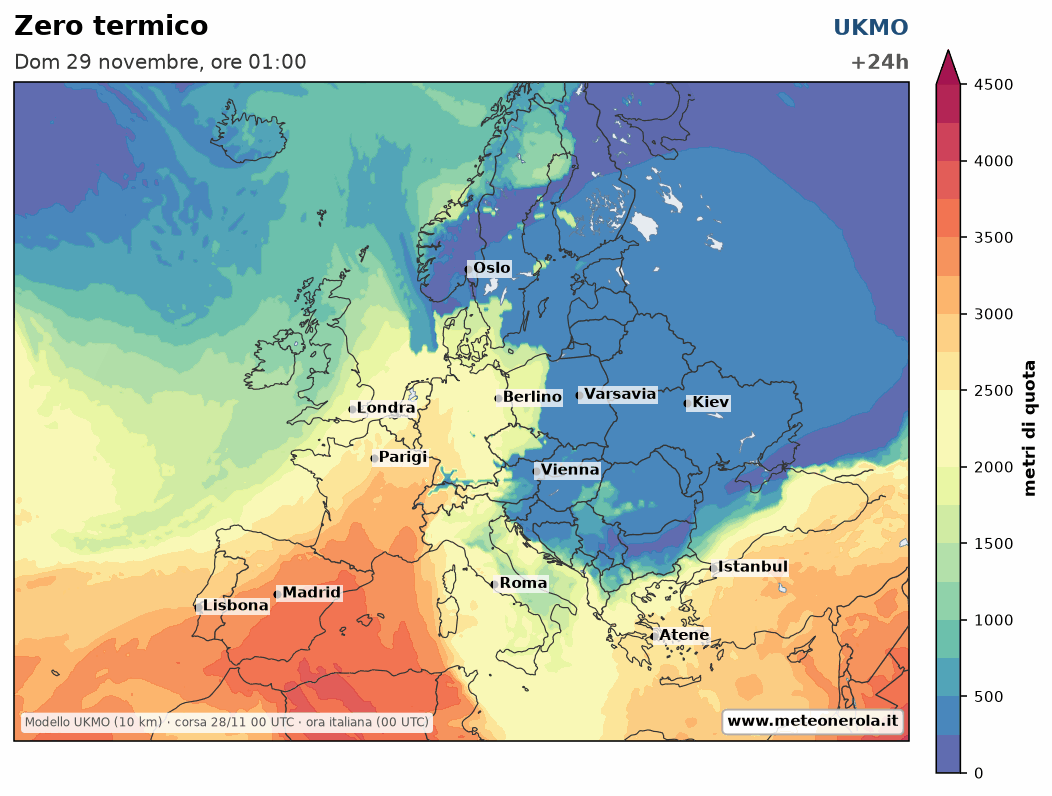 Zero termico
UKMO
Dom 29 novembre, ore 01:00
+24h
4500
4000
3500
3000
2500
2000
1500
1000
500
0
metri di quota
Oslo
Londra
Berlino
Varsavia
Kiev
Parigi
Vienna
Istanbul
Roma
Madrid
Lisbona
Atene
Modello UKMO (10 km) · corsa 28/11 00 UTC · ora italiana (00 UTC)
www.meteonerola.it